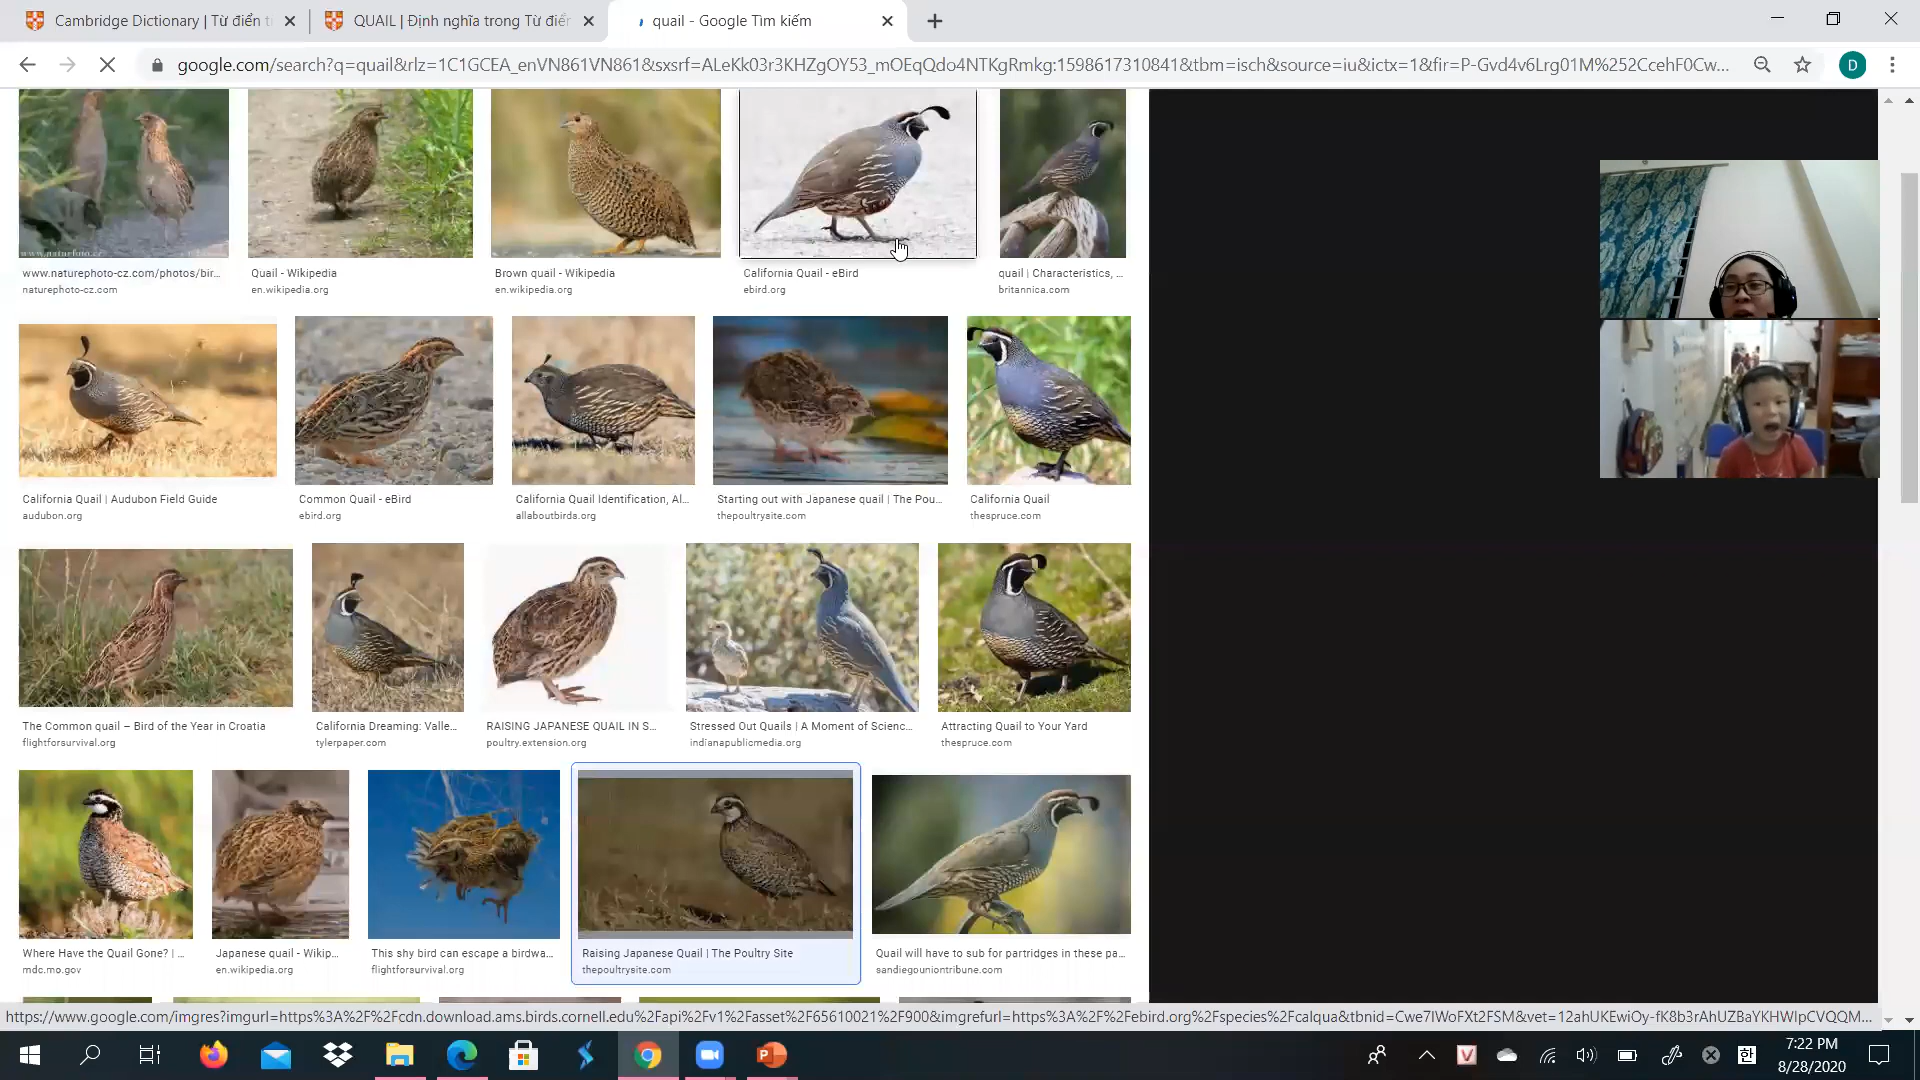 Cambridge Dictionary | Từ điển t
QUAIL | Định nghĩa trong Từ điể
quail - Google Tìm kiếm
google.com/search?q=quail&rlz=1C1GCEA_enVN861VN861&sxsrf=ALeKk03r3KHZgOY53_mOEqQdo4NTKgRmkg:1598617310841&tbm=isch&source=iu&ictx=1&fir=P-Gvd4v6Lrg01M%252CcehF0Cw...
D
www.naturephoto-cz.com/photos/bir...
naturephoto-cz.com
Quail - Wikipedia
en.wikipedia.org
Brown quail - Wikipedia
en.wikipedia.org
California Quail - eBird
ebird.org
quail | Characteristics, ...
britannica.com
California Quail | Audubon Field Guide
audubon.org
Common Quail - eBird
ebird.org
California Quail Identification, Al...
allaboutbirds.org
Starting out with Japanese quail | The Pou...
thepoultrysite.com
California Quail
thespruce.com
The Common quail – Bird of the Year in Croatia
flightforsurvival.org
California Dreaming: Valle...
tylerpaper.com
RAISING JAPANESE QUAIL IN S...
poultry.extension.org
Stressed Out Quails | A Moment of Scienc...
indianapublicmedia.org
Attracting Quail to Your Yard
thespruce.com
Where Have the Quail Gone? | ...
mdc.mo.gov
Japanese quail - Wikip...
en.wikipedia.org
This shy bird can escape a birdwa...
flightforsurvival.org
Raising Japanese Quail | The Poultry Site
thepoultrysite.com
Quail will have to sub for partridges in these pa...
sandiegouniontribune.com
https://www.google.com/imgres?imgurl=https%3A%2F%2Fcdn.download.ams.birds.cornell.edu%2Fapi%2Fv1%2Fasset%2F65610021%2F900&imgrefurl=https%3A%2F%2Febird.org%2Fspecies%2Fcalqua&tbnid=Cwe7IWoFXt2FSM&vet=12ahUKEwiOy-fK8b3rAhUZBaYKHWIpCVQQM...
V
한
7:22 PM
8/28/2020